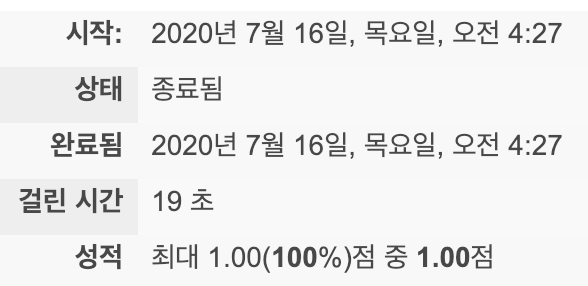 시작: 2020년 7월 16일, 목요일, 오전 4:27
상태 종료됨
완료됨 2020년 7월 16일, 목요일, 오전 4:27
걸린 시간 19 초
성적 최대 1.00(100%)점 중 1.00점